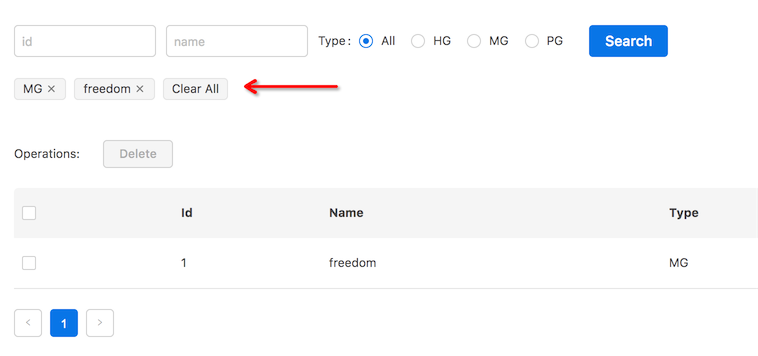 id name Type: All HG MG PG Search
MG × freedom × Clear All
Operations: Delete
Id Name Type
1 freedom MG
< 1 >